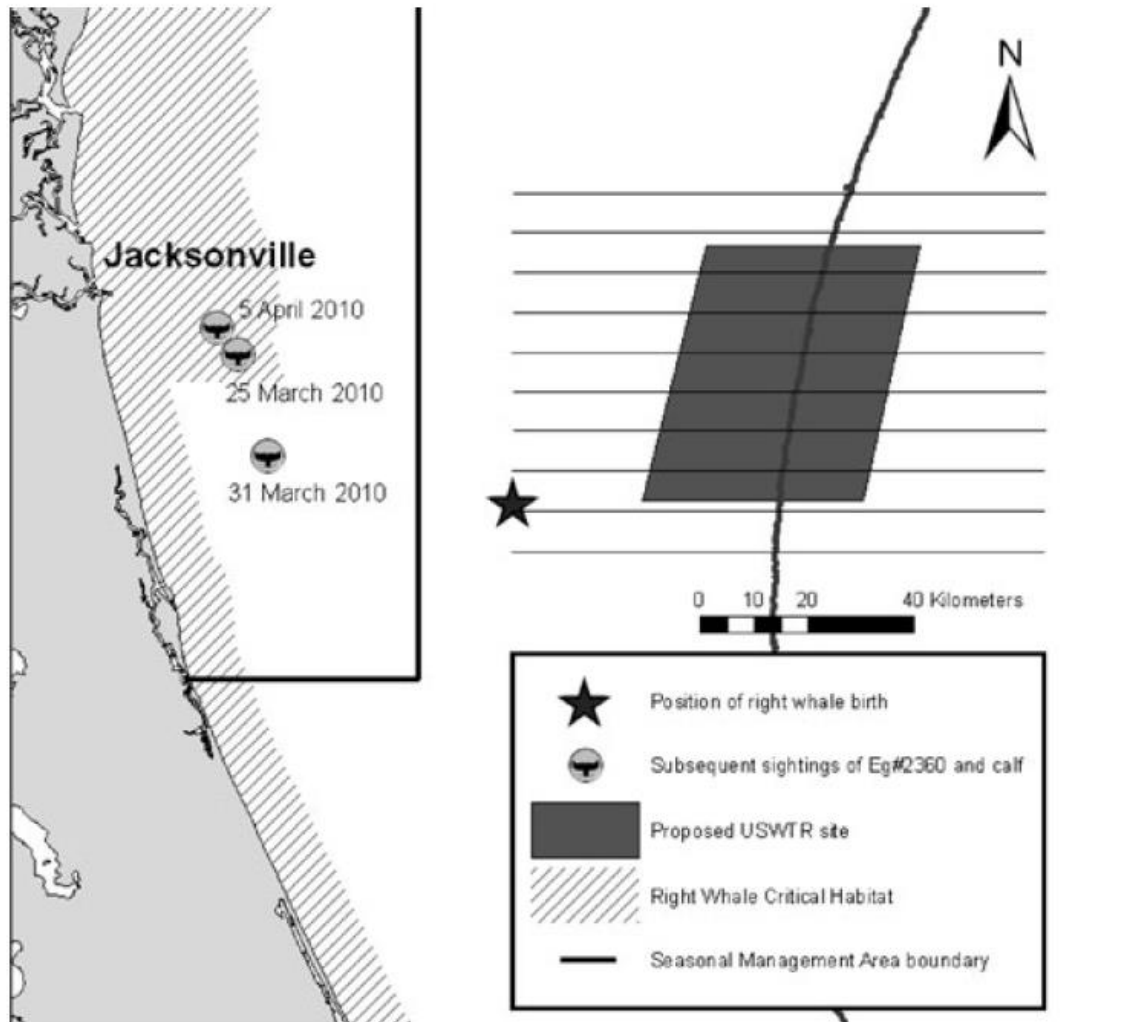 N
Jacksonville
5 April 2010
25 March 2010
31 March 2010
0 10 20 40 Kilometers
Position of right whale birth
Subsequent sightings of Eg#2360 and calf
Proposed USWTR site
Right Whale Critical Habitat
Seasonal Management Area boundary